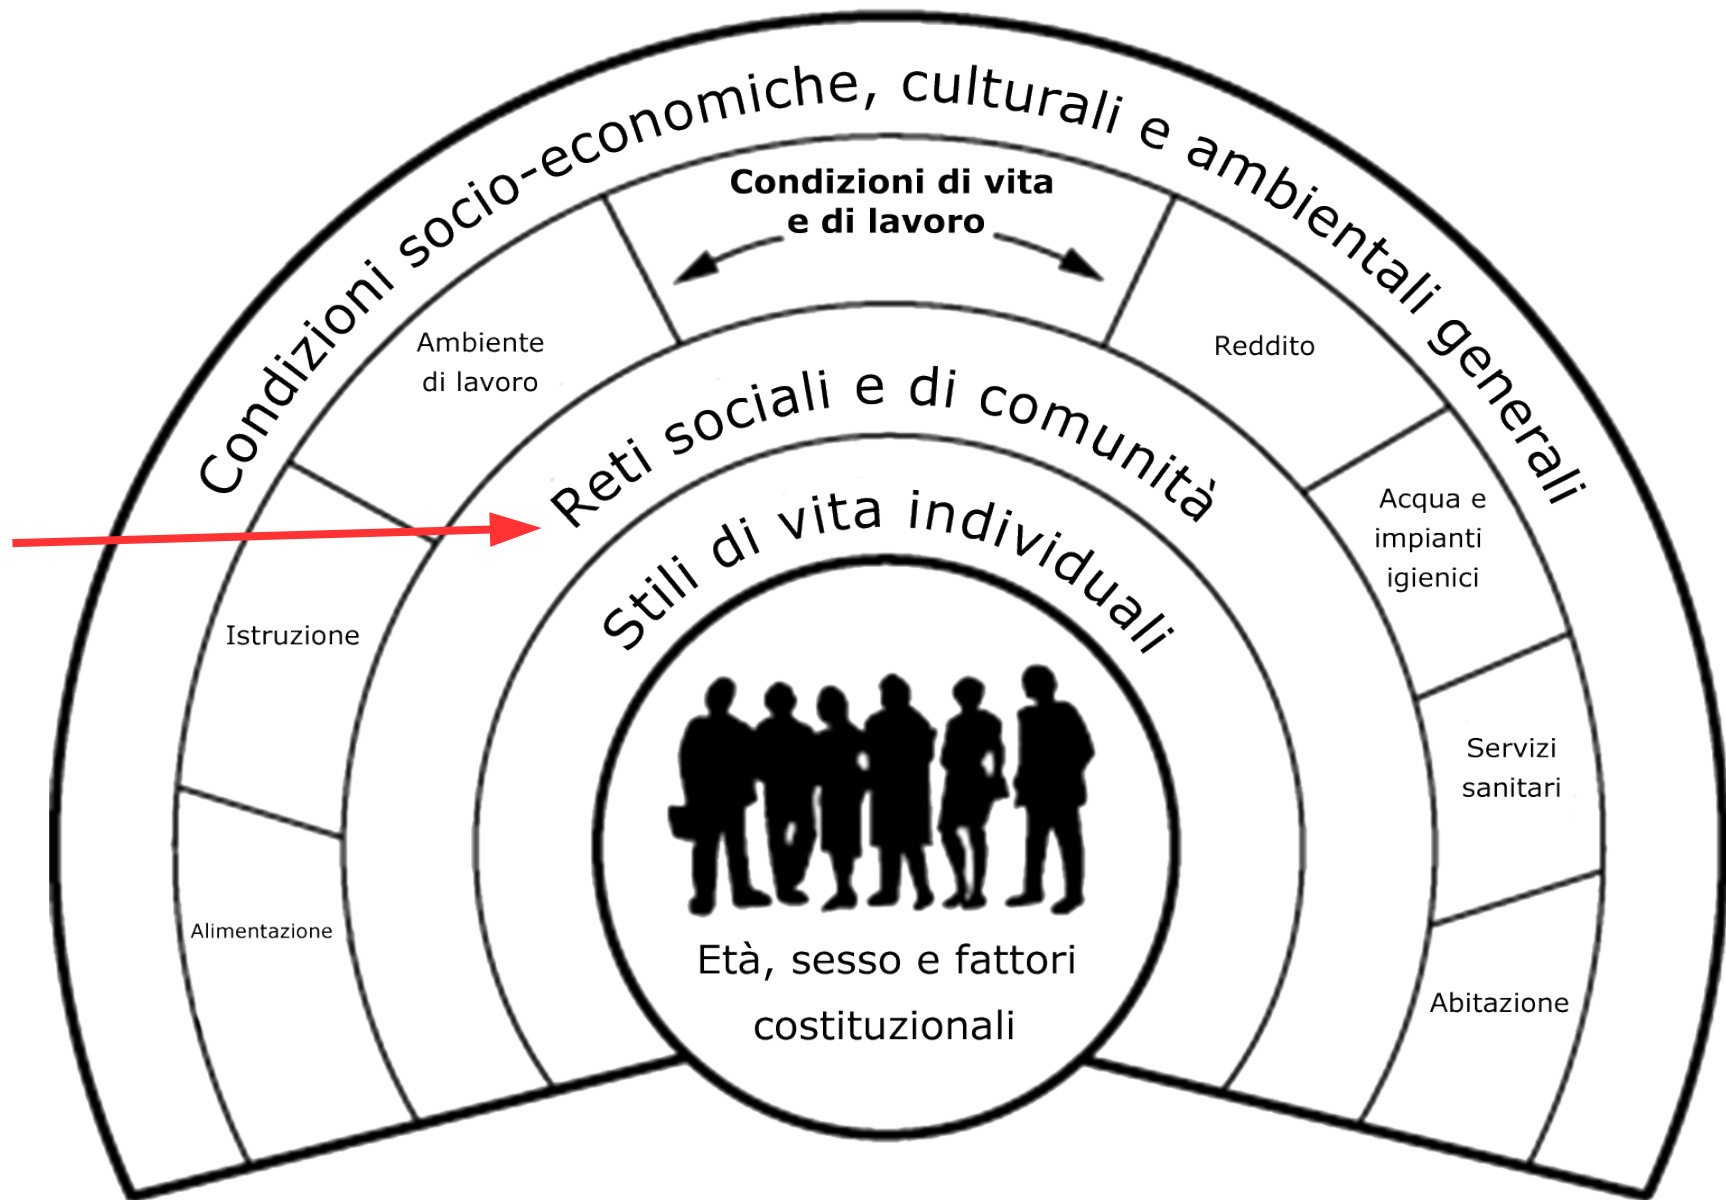 Condizioni socio-economiche, culturali e ambientali generali
Condizioni di vita
e di lavoro
Ambiente
di lavoro
Reddito
Reti sociali e di comunità
Acqua e
impianti
igienici
Stili di vita individuali
Istruzione
Servizi
sanitari
Alimentazione
Età, sesso e fattori
costituzionali
Abitazione